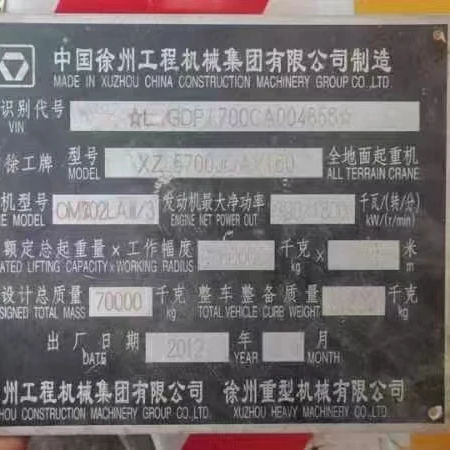 中国徐州工程机械集团有限公司制造
MADE IN XUZHOU CHINA CONSTRUCTION MACHINERY GROUP CO.,LTD.
识别代号
VIN
徐工牌 型号 全地面起重机
MODEL ALL TERRAIN CRANE
机型号 OM502LA.III/3 发动机最大净功率 千瓦/(转/分)
MODEL ENGINE NET POWER OUT kW/(r/min)
额定总起重量×工作幅度 千克× 米
RATED LIFTING CAPACITY×WORKING RADIUS kg m
设计总质量 70000 千克 整车整备质量 千克
SIGNED TOTAL MASS kg TOTAL VEHICLE CURB WEIGHT kg
出厂日期 2012 年 月
DATE YEAR MONTH
州工程机械集团有限公司 徐州重型机械有限公司
HOU CONSTRUCTION MACHINERY GROUP CO.,LTD. XUZHOU HEAVY MACHINERY CO.,LTD